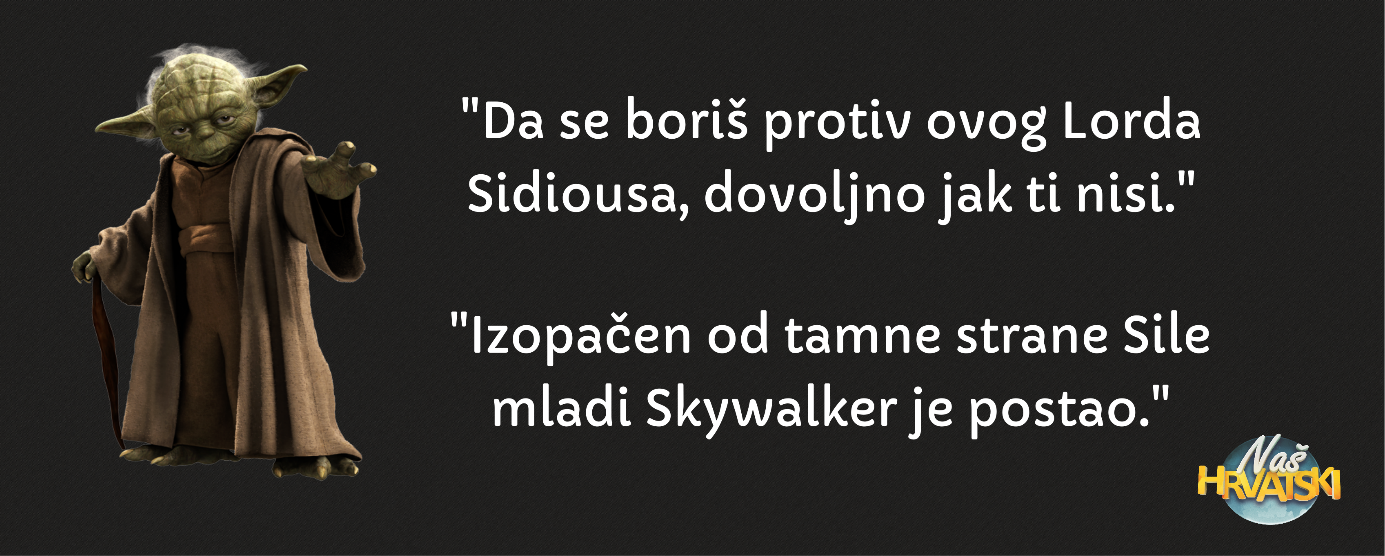 "Da se boriš protiv ovog Lorda
Sidiousa, dovoljno jak ti nisi."
"Izopačen od tamne strane Sile
mladi Skywalker je postao."
Naš
HRVATSKI